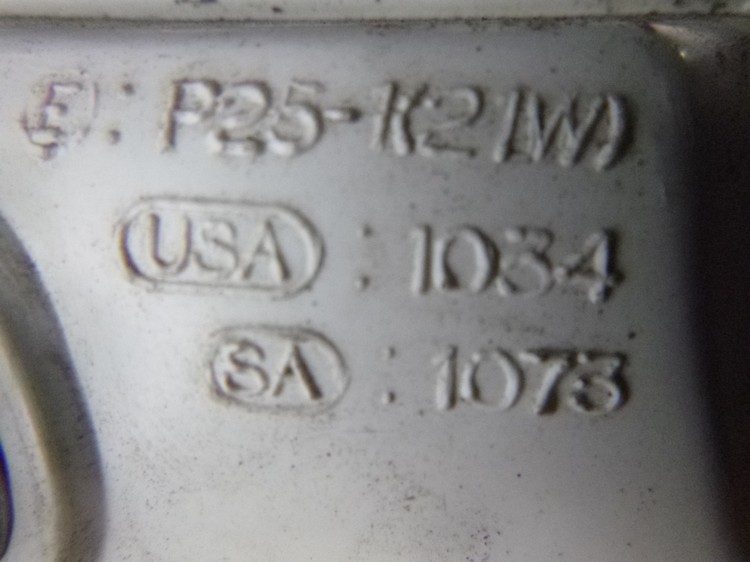 E : P25-K2(W)
USA : 1034
SA : 1073